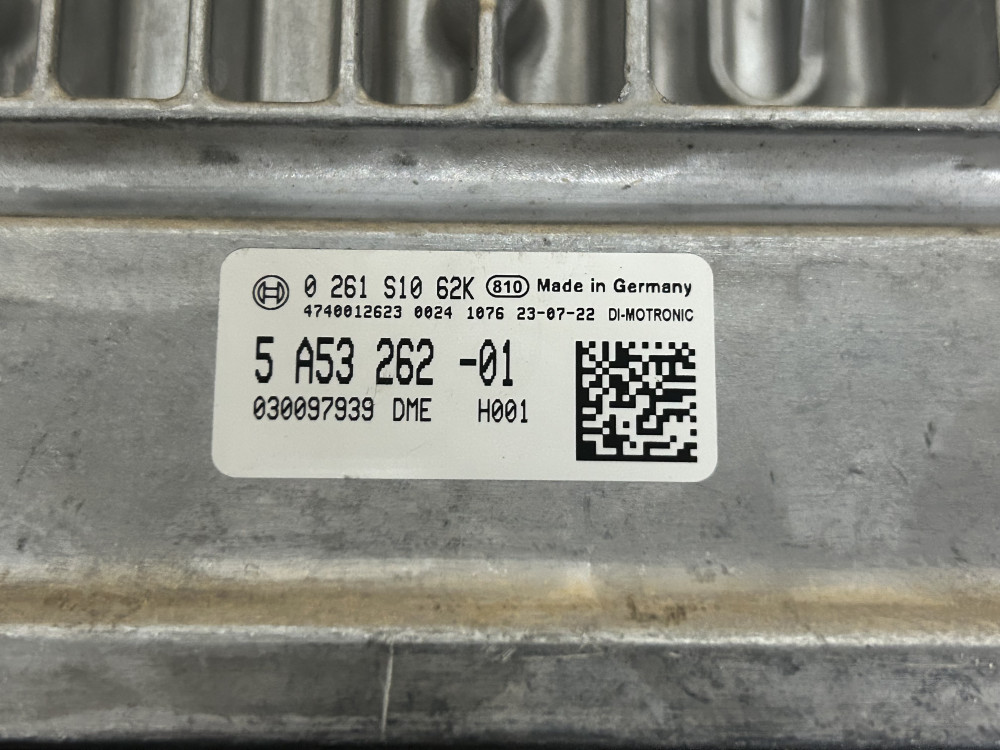 0 261 S10 62K 810 Made in Germany
4740012623 0024 1076 23-07-22 DI-MOTRONIC
5 A53 262 -01
030097939 DME H001